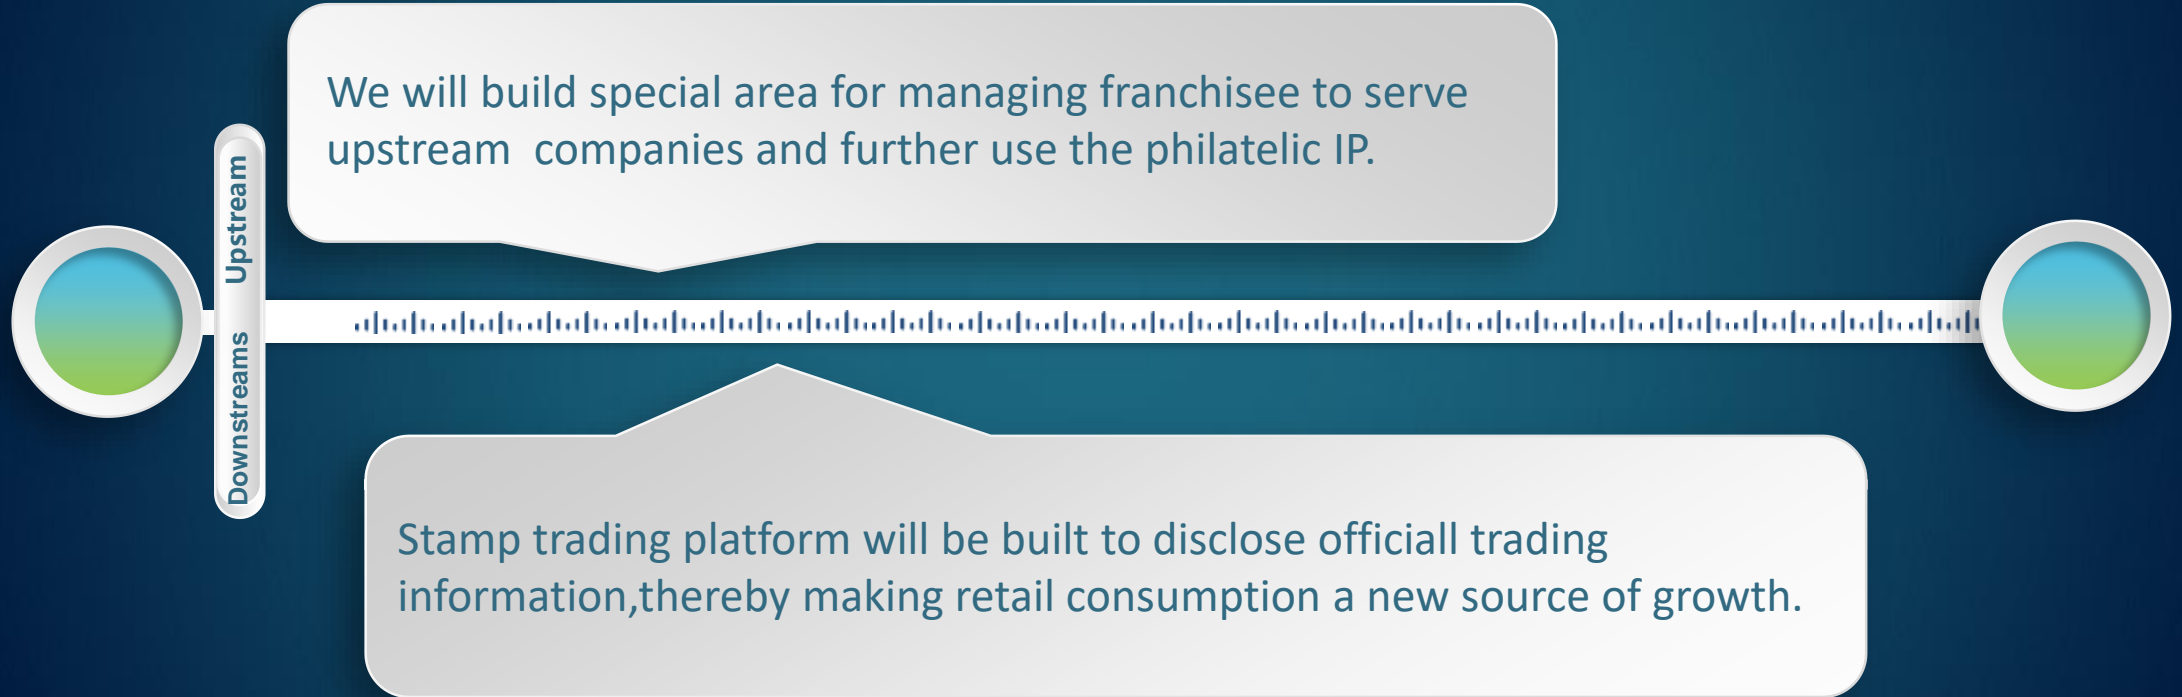 We will build special area for managing franchisee to serve
upstream  companies and further use the philatelic IP.
Upstream
Downstreams
Stamp trading platform will be built to disclose officiall trading
information,thereby making retail consumption a new source of growth.